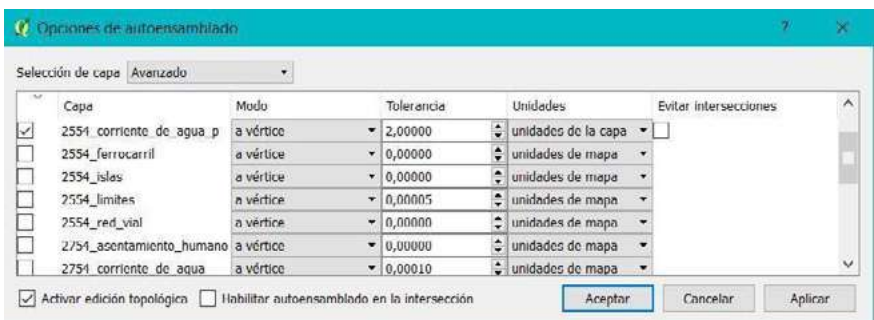 Opciones de autoensamblado ?
Selección de capa Avanzado
Capa Modo Tolerancia Unidades Evitar intersecciones
2554_corriente_de_agua_p a vértice 2,00000 unidades de la capa
2554_ferrocarril a vértice 0,00000 unidades de mapa
2554_islas a vértice 0,00000 unidades de mapa
2554_limites a vértice 0,00005 unidades de mapa
2554_red_vial a vértice 0,00000 unidades de mapa
2754_asentamiento_humano a vértice 0,00000 unidades de mapa
2754_corriente_de_agua a vértice 0,00010 unidades de mapa
Activar edición topológica Habilitar autoensamblado en la intersección Aceptar Cancelar Aplicar